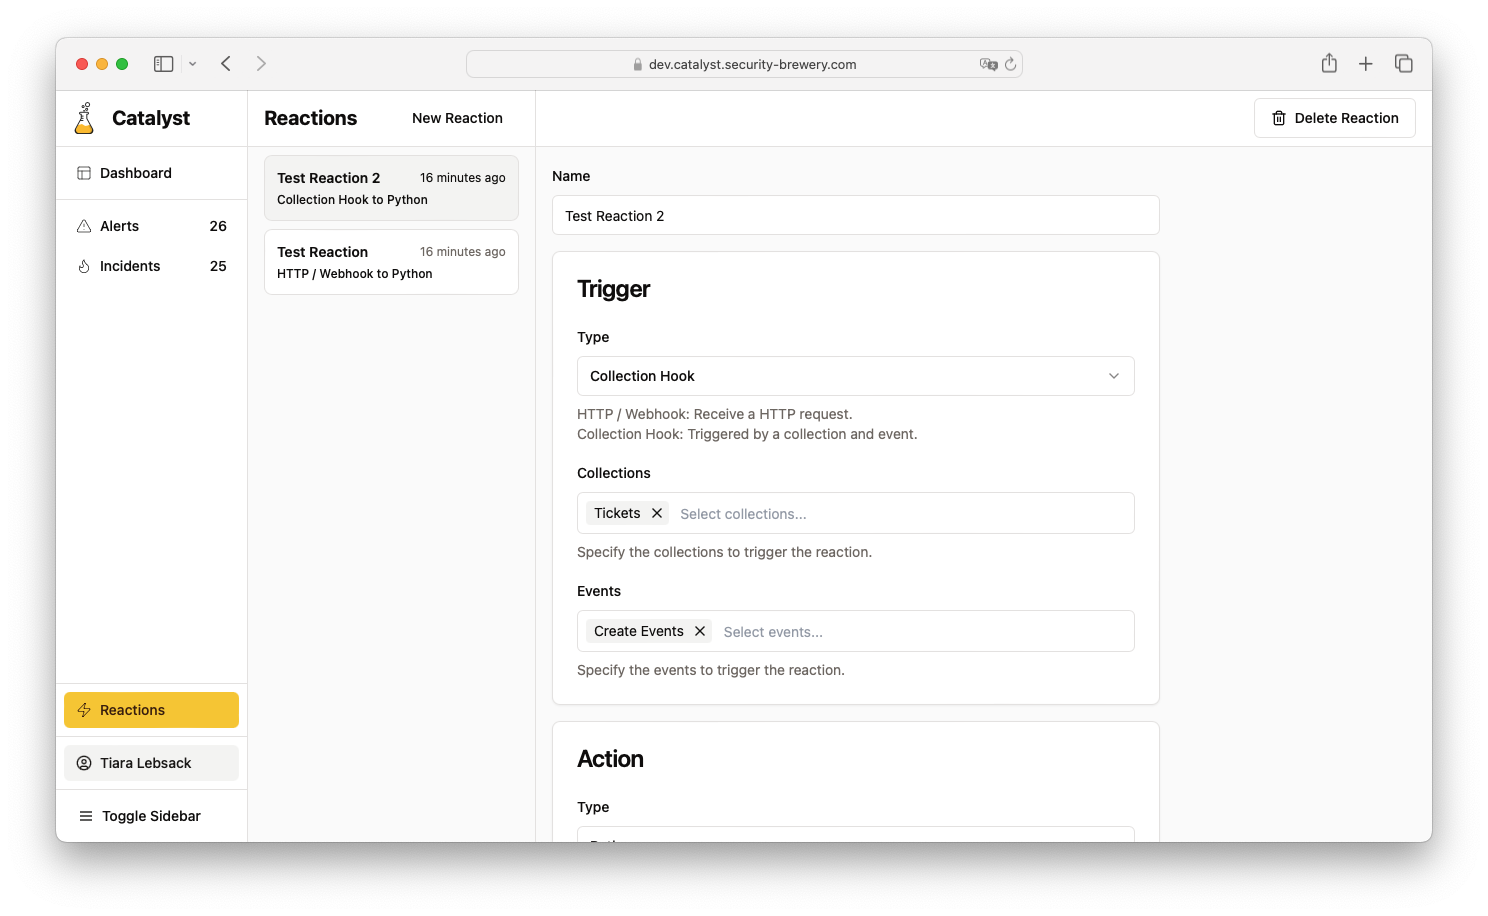 dev.catalyst.security-brewery.com
Catalyst
Reactions
New Reaction
Delete Reaction
Dashboard
Alerts 26
Incidents 25
Reactions
Tiara Lebsack
Toggle Sidebar
Test Reaction 2 16 minutes ago
Collection Hook to Python
Test Reaction 16 minutes ago
HTTP / Webhook to Python
Name
Test Reaction 2
Trigger
Type
Collection Hook
HTTP / Webhook: Receive a HTTP request.
Collection Hook: Triggered by a collection and event.
Collections
Tickets Select collections...
Specify the collections to trigger the reaction.
Events
Create Events Select events...
Specify the events to trigger the reaction.
Action
Type